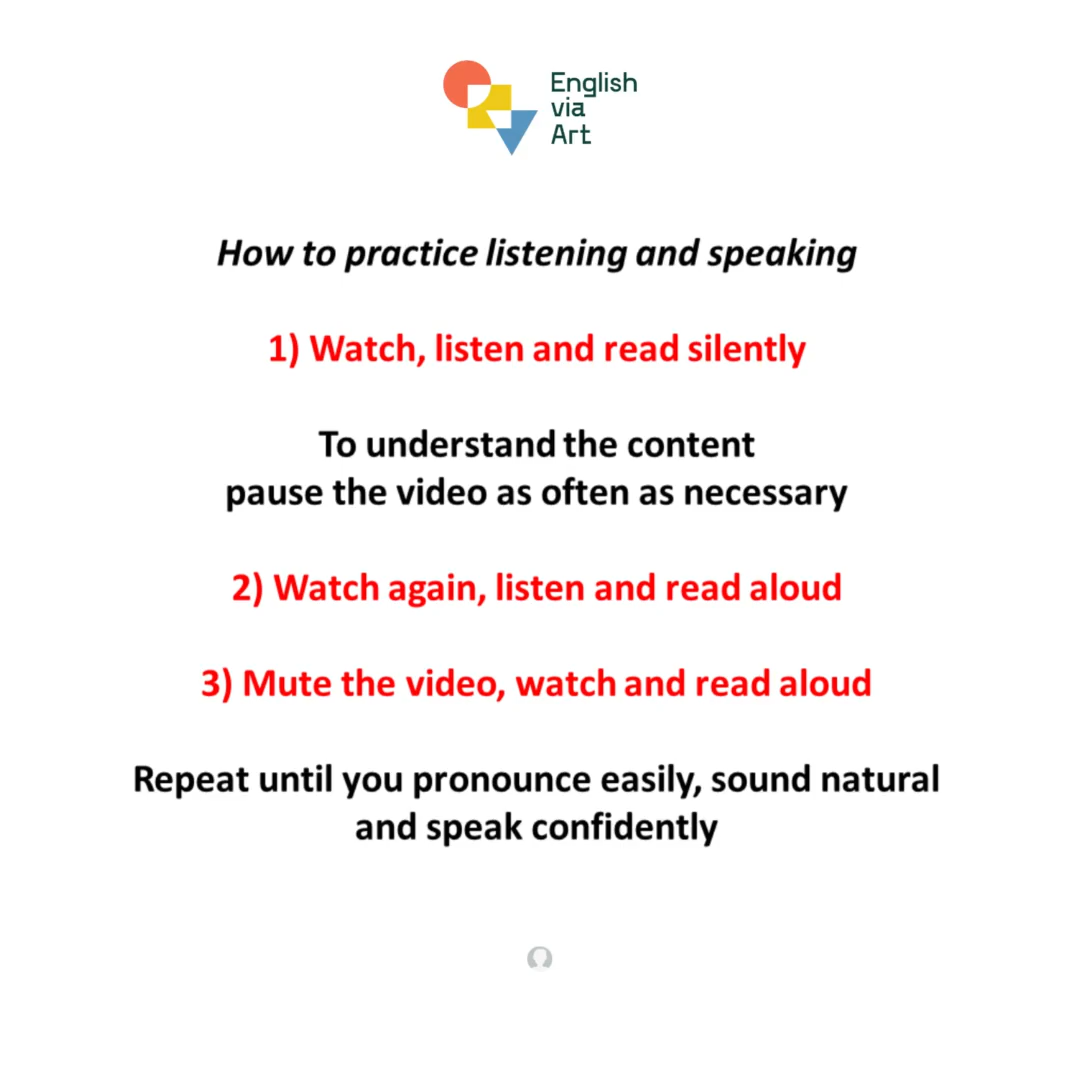 English
via
Art
How to practice listening and speaking
1) Watch, listen and read silently
To understand the content
pause the video as often as necessary
2) Watch again, listen and read aloud
3) Mute the video, watch and read aloud
Repeat until you pronounce easily, sound natural
and speak confidently